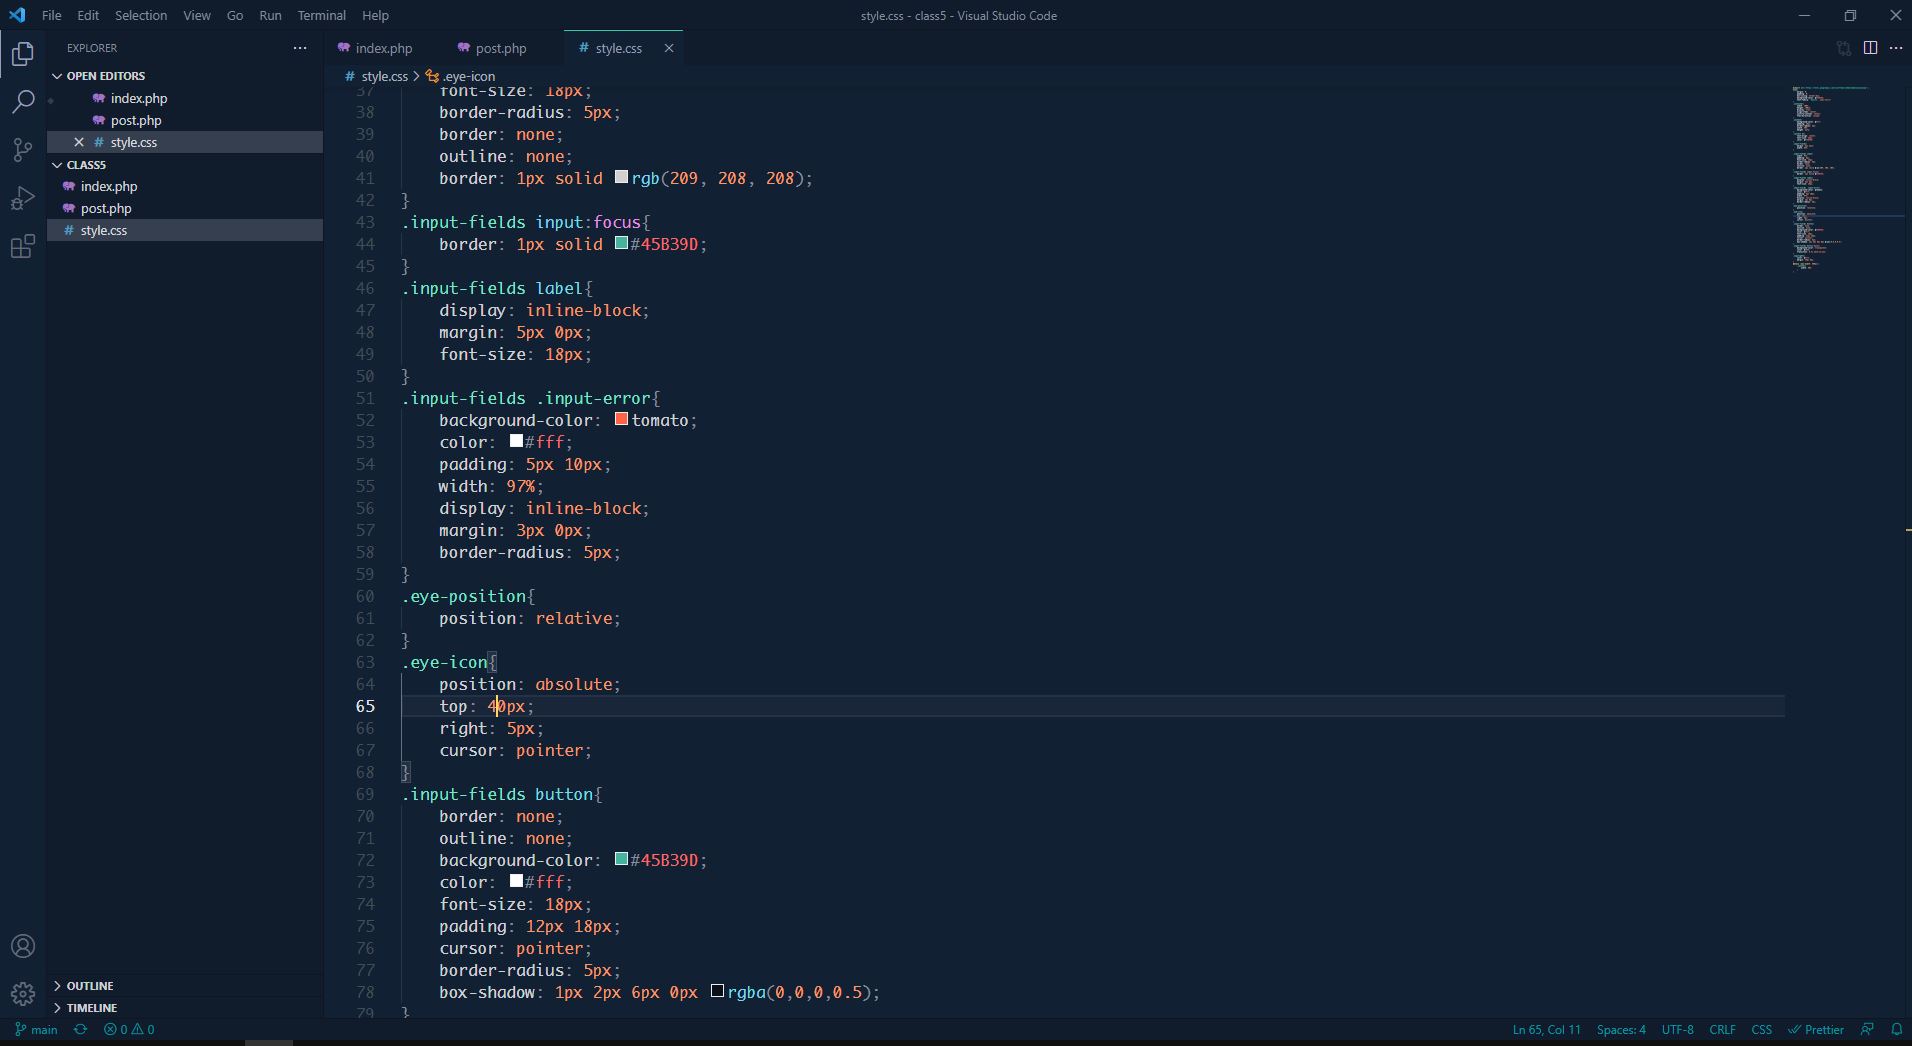 File Edit Selection View Go Run Terminal Help
style.css - class5 - Visual Studio Code
EXPLORER
OPEN EDITORS
index.php
post.php
style.css
CLASS5
index.php
post.php
style.css
OUTLINE
TIMELINE
index.php post.php # style.css
# style.css > .eye-icon
37 font-size: 18px;
38 border-radius: 5px;
39 border: none;
40 outline: none;
41 border: 1px solid rgb(209, 208, 208);
42 }
43 .input-fields input:focus{
44 border: 1px solid #45B39D;
45 }
46 .input-fields label{
47 display: inline-block;
48 margin: 5px 0px;
49 font-size: 18px;
50 }
51 .input-fields .input-error{
52 background-color: tomato;
53 color: #fff;
54 padding: 5px 10px;
55 width: 97%;
56 display: inline-block;
57 margin: 3px 0px;
58 border-radius: 5px;
59 }
60 .eye-position{
61 position: relative;
62 }
63 .eye-icon{
64 position: absolute;
65 top: 40px;
66 right: 5px;
67 cursor: pointer;
68 }
69 .input-fields button{
70 border: none;
71 outline: none;
72 background-color: #45B39D;
73 color: #fff;
74 font-size: 18px;
75 padding: 12px 18px;
76 cursor: pointer;
77 border-radius: 5px;
78 box-shadow: 1px 2px 6px 0px rgba(0,0,0,0.5);
79 }
main 0 0
Ln 65, Col 11 Spaces: 4 UTF-8 CRLF CSS Prettier